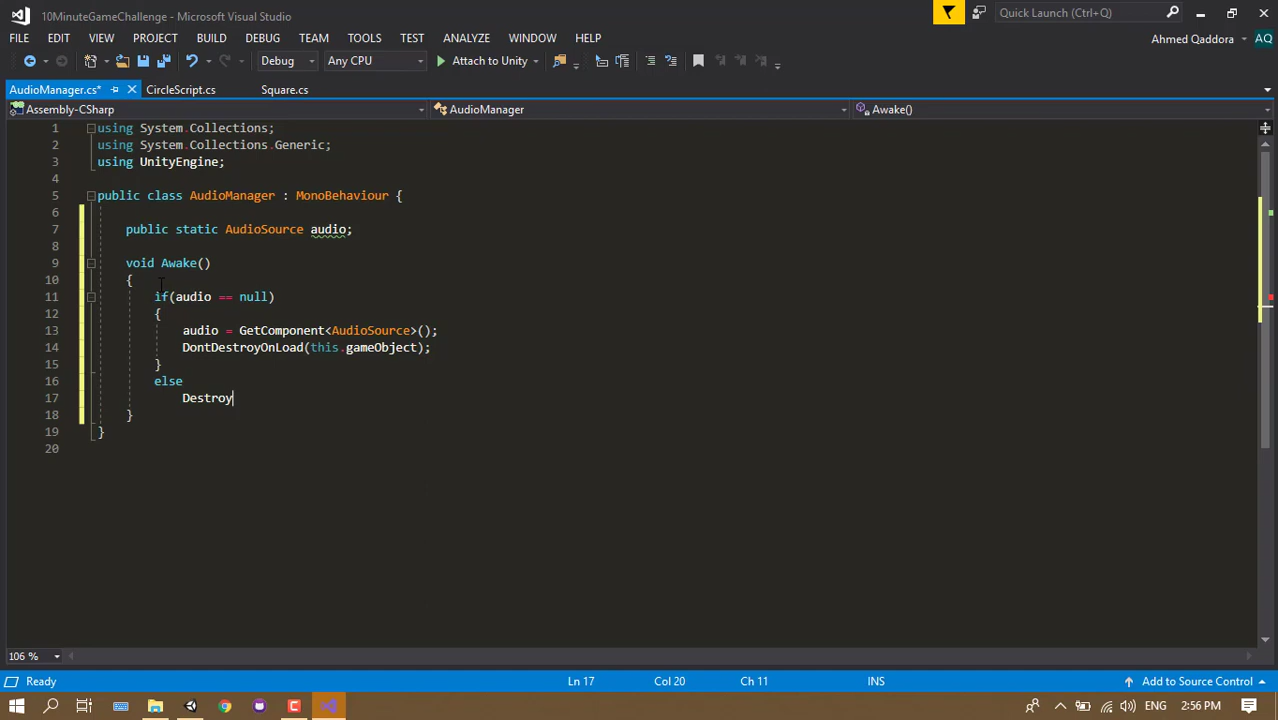 10MinuteGameChallenge - Microsoft Visual Studio
Quick Launch (Ctrl+Q)
FILE EDIT VIEW PROJECT BUILD DEBUG TEAM TOOLS TEST ANALYZE WINDOW HELP
Ahmed Qaddora AQ
Debug Any CPU Attach to Unity
AudioManager.cs* CircleScript.cs Square.cs
Assembly-CSharp AudioManager Awake()
1 using System.Collections;
2 using System.Collections.Generic;
3 using UnityEngine;
4
5 public class AudioManager : MonoBehaviour {
6
7 public static AudioSource audio;
8
9 void Awake()
10 {
11 if(audio == null)
12 {
13 audio = GetComponent<AudioSource>();
14 DontDestroyOnLoad(this.gameObject);
15 }
16 else
17 Destroy
18 }
19 }
20
106 %
Ready Ln 17 Col 20 Ch 11 INS Add to Source Control
ENG 2:56 PM